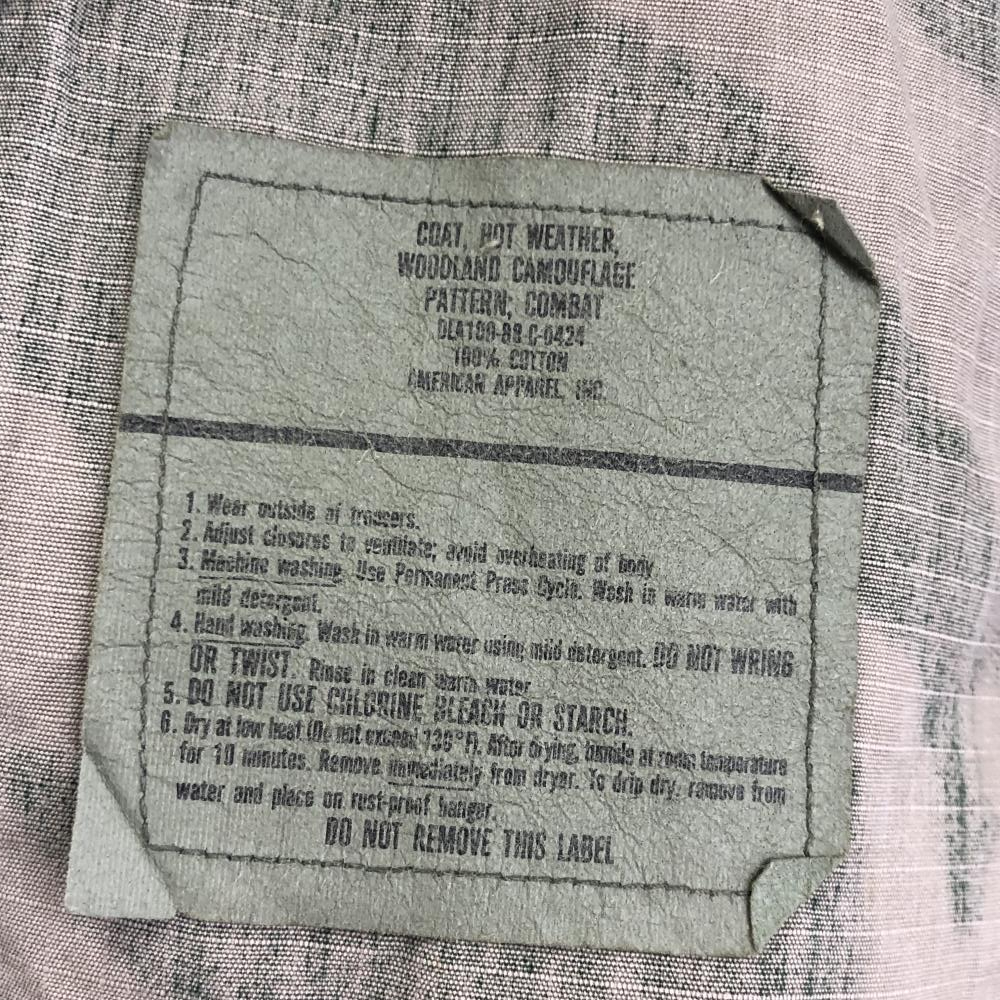 COAT, HOT WEATHER,
WOODLAND CAMOUFLAGE
PATTERN; COMBAT
DLA100-88-C-0424
100% COTTON
AMERICAN APPAREL, INC.
1. Wear outside of trousers.
2. Adjust closures to ventilate; avoid overheating of body
3. Machine washing. Use Permanent Press Cycle. Wash in warm water with
mild detergent.
4. Hand washing. Wash in warm water using mild detergent. DO NOT WRING
OR TWIST. Rinse in clean warm water
5. DO NOT USE CHLORINE BLEACH OR STARCH.
6. Dry at low heat (Do not exceed °F). After drying, tumble at room temperature
for 10 minutes. Remove immediately from dryer. To drip dry, remove from
water and place on rust-proof hanger.
DO NOT REMOVE THIS LABEL